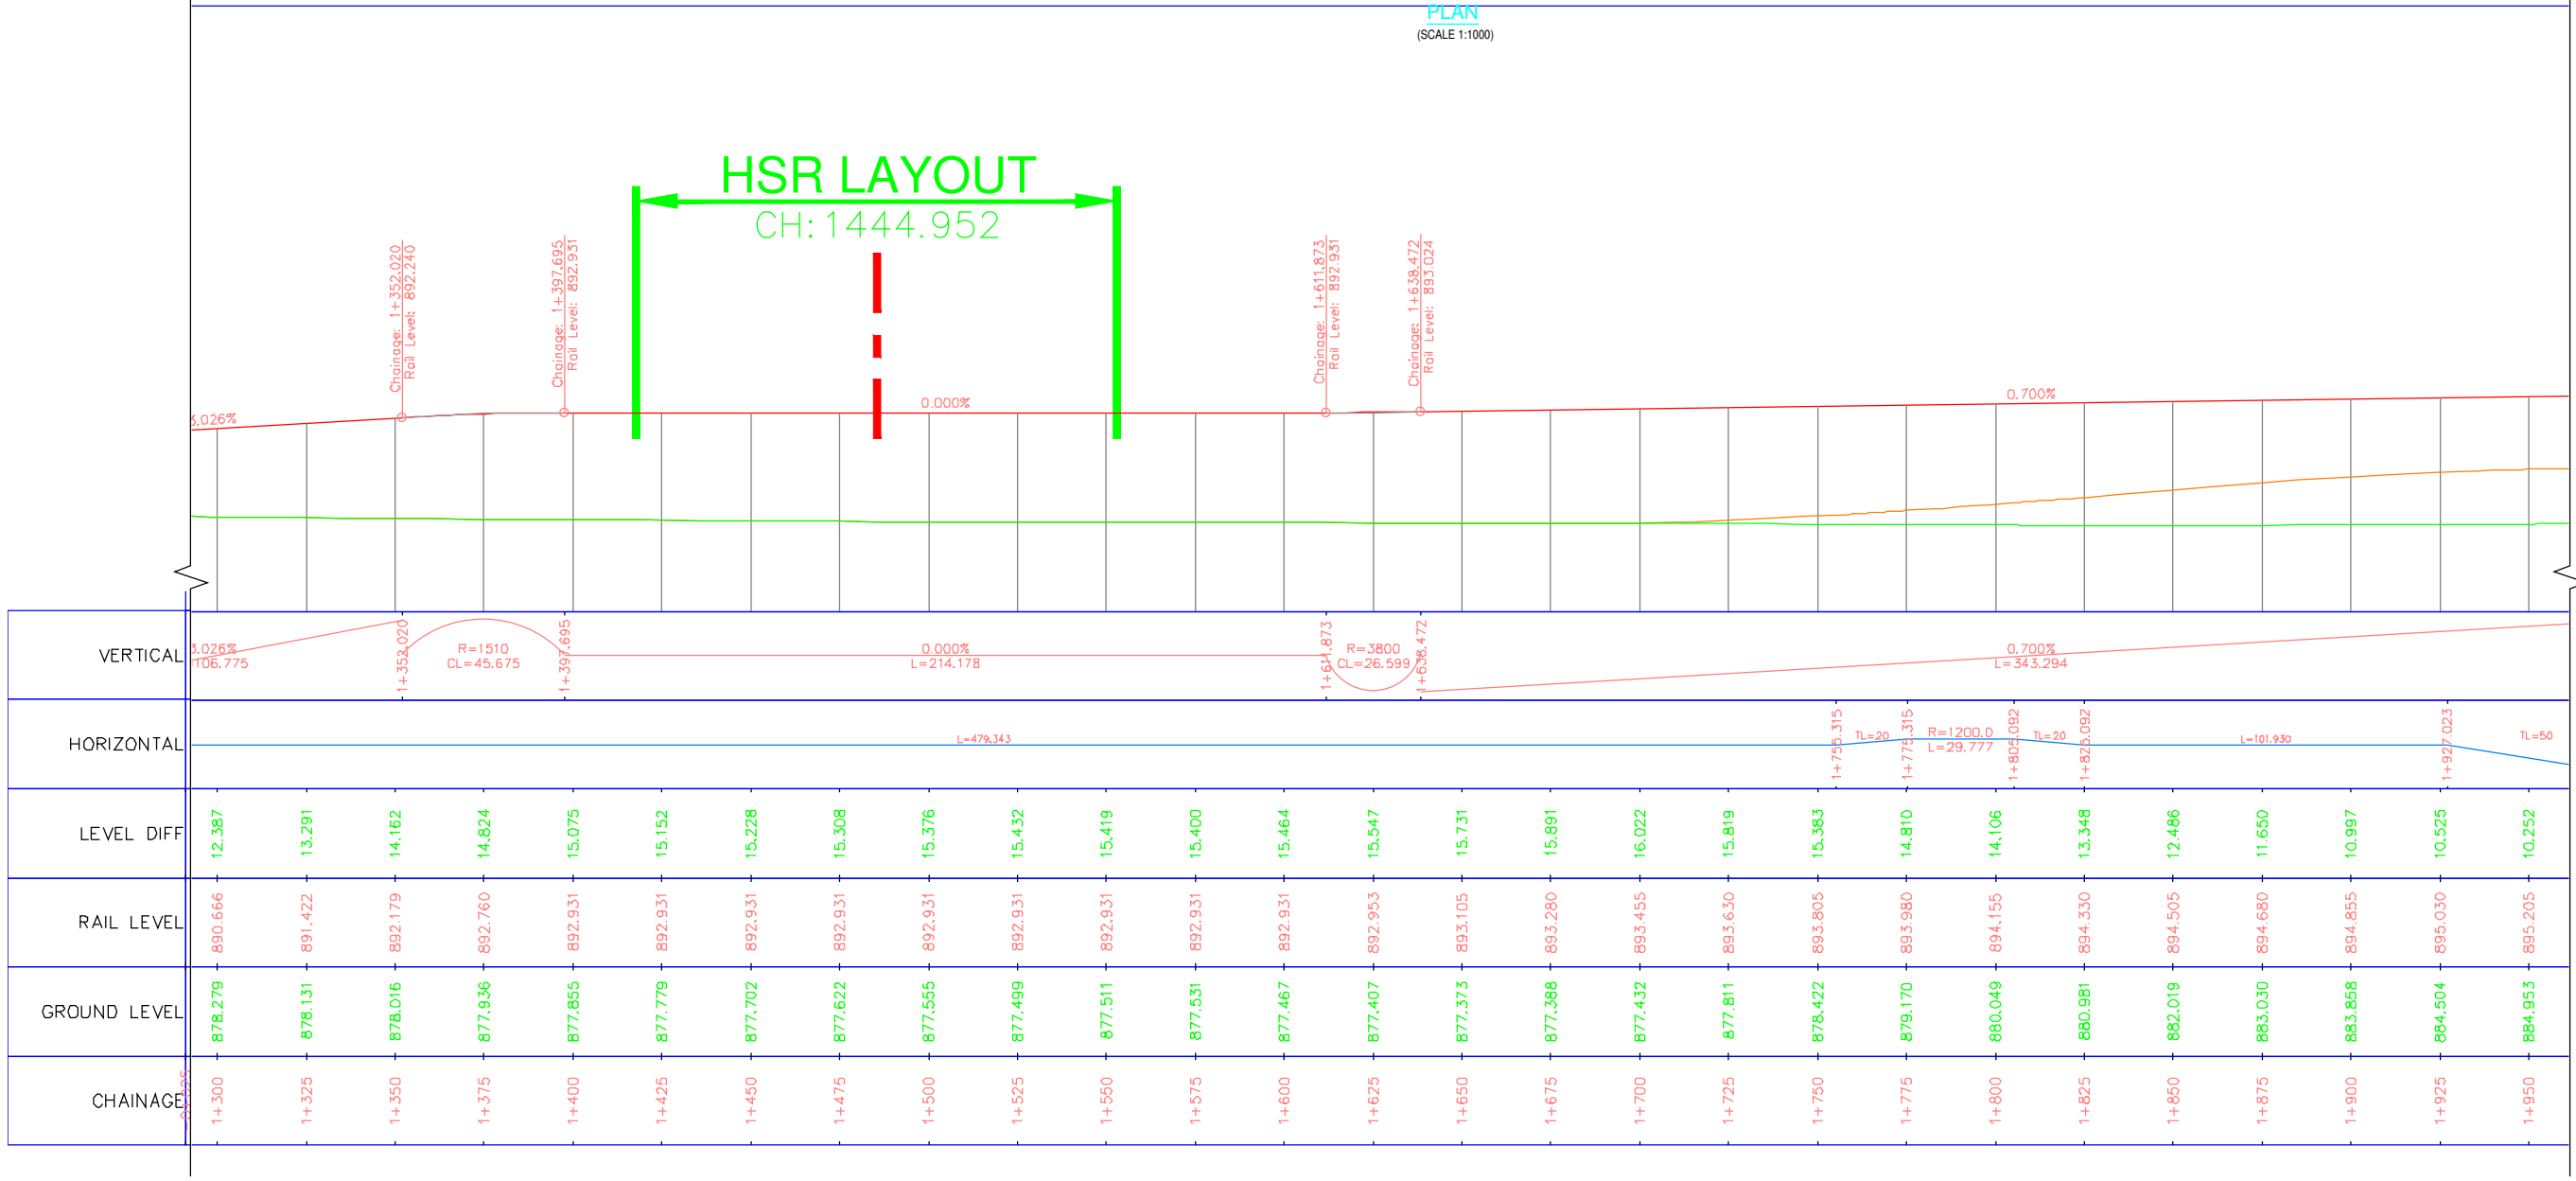 PLAN
(SCALE 1:1000)
HSR LAYOUT
CH:1444.952
Chainage: 1+352.020
Rail Level: 892.240
Chainage: 1+397.695
Rail Level: 892.931
Chainage: 1+611.873
Rail Level: 892.931
Chainage: 1+638.472
Rail Level: 893.024
.026%
0.000%
0.700%
VERTICAL
3.026%
106.775
1+352.020
R=1510
CL=45.675
1+397.695
0.000%
L=214.178
1+611.873
R=3800
CL=26.599
1+638.472
0.700%
L=343.294
HORIZONTAL
L=479.343
1+755.315
TL=20
1+775.315
R=1200.0
L=29.777
1+805.092
TL=20
1+825.092
L=101.930
1+927.023
TL=50
LEVEL DIFF
12.387 13.291 14.162 14.824 15.075 15.152 15.228 15.308 15.376 15.432 15.419 15.400 15.464 15.547 15.731 15.891 16.022 15.819 15.383 14.810 14.106 13.348 12.486 11.650 10.997 10.525 10.252
RAIL LEVEL
890.666 891.422 892.179 892.760 892.931 892.931 892.931 892.931 892.931 892.931 892.931 892.931 892.931 892.953 893.105 893.280 893.455 893.630 893.805 893.980 894.155 894.330 894.505 894.680 894.855 895.030 895.205
GROUND LEVEL
878.279 878.131 878.016 877.936 877.855 877.779 877.702 877.622 877.555 877.499 877.511 877.531 877.467 877.407 877.373 877.388 877.432 877.811 878.422 879.170 880.049 880.981 882.019 883.030 883.858 884.504 884.953
CHAINAGE
1+300 1+325 1+350 1+375 1+400 1+425 1+450 1+475 1+500 1+525 1+550 1+575 1+600 1+625 1+650 1+675 1+700 1+725 1+750 1+775 1+800 1+825 1+850 1+875 1+900 1+925 1+950